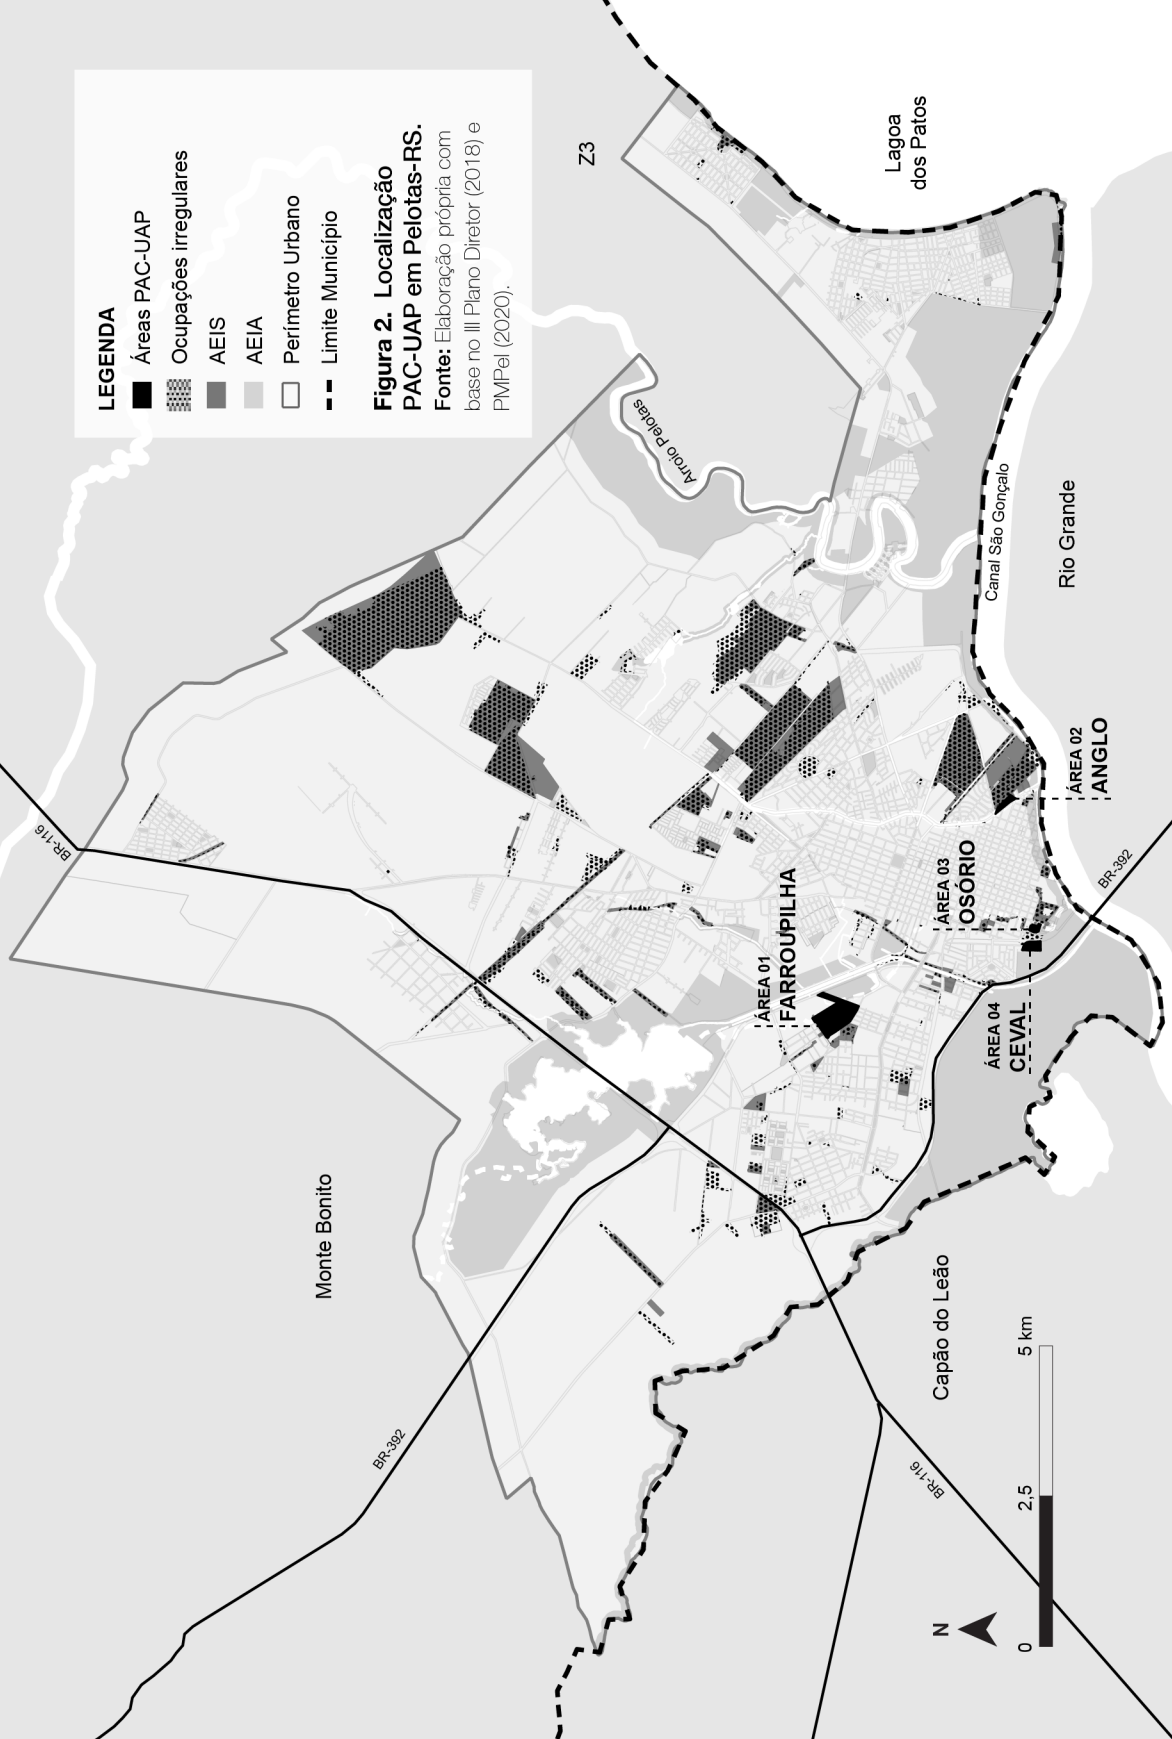 LEGENDA
Áreas PAC-UAP
Ocupações irregulares
AEIS
AEIA
Perímetro Urbano
Limite Município
Figura 2. Localização
PAC-UAP em Pelotas-RS.
Fonte: Elaboração própria com
base no III Plano Diretor (2018) e
PMPel (2020).
BR-116
Z3
Lagoa
dos Patos
Arroio Pelotas
Monte Bonito
BR-392
ÁREA 01
FARROUPILHA
ÁREA 03
OSÓRIO
ÁREA 02
ANGLO
ÁREA 04
CEVAL
Canal São Gonçalo
Rio Grande
BR-392
Capão do Leão
BR-116
N
0
2,5
5 km